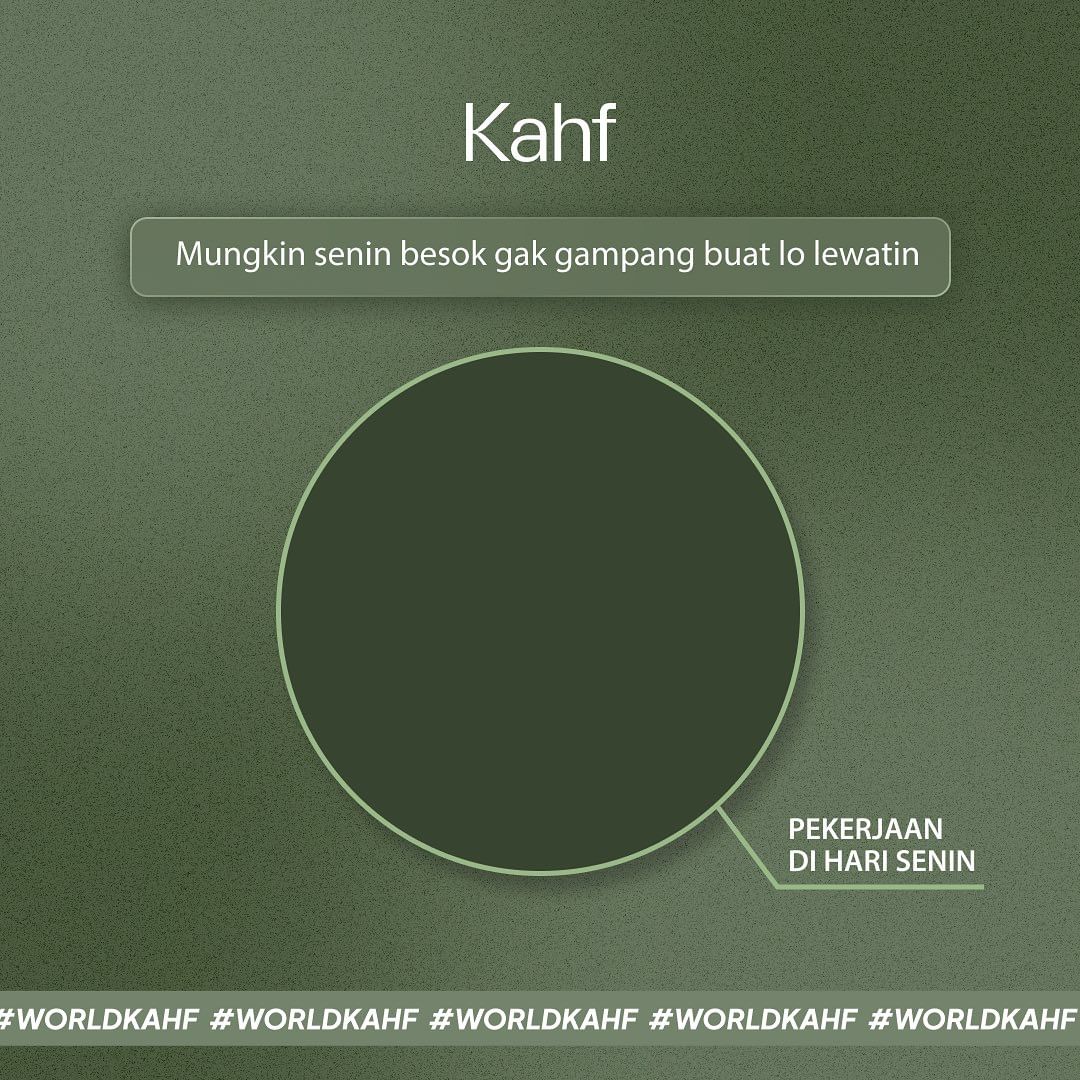 Kahf
Mungkin senin besok gak gampang buat lo lewatin
PEKERJAAN
DI HARI SENIN
#WORLDKAHF #WORLDKAHF #WORLDKAHF #WORLDKAHF #WORLDKAHF